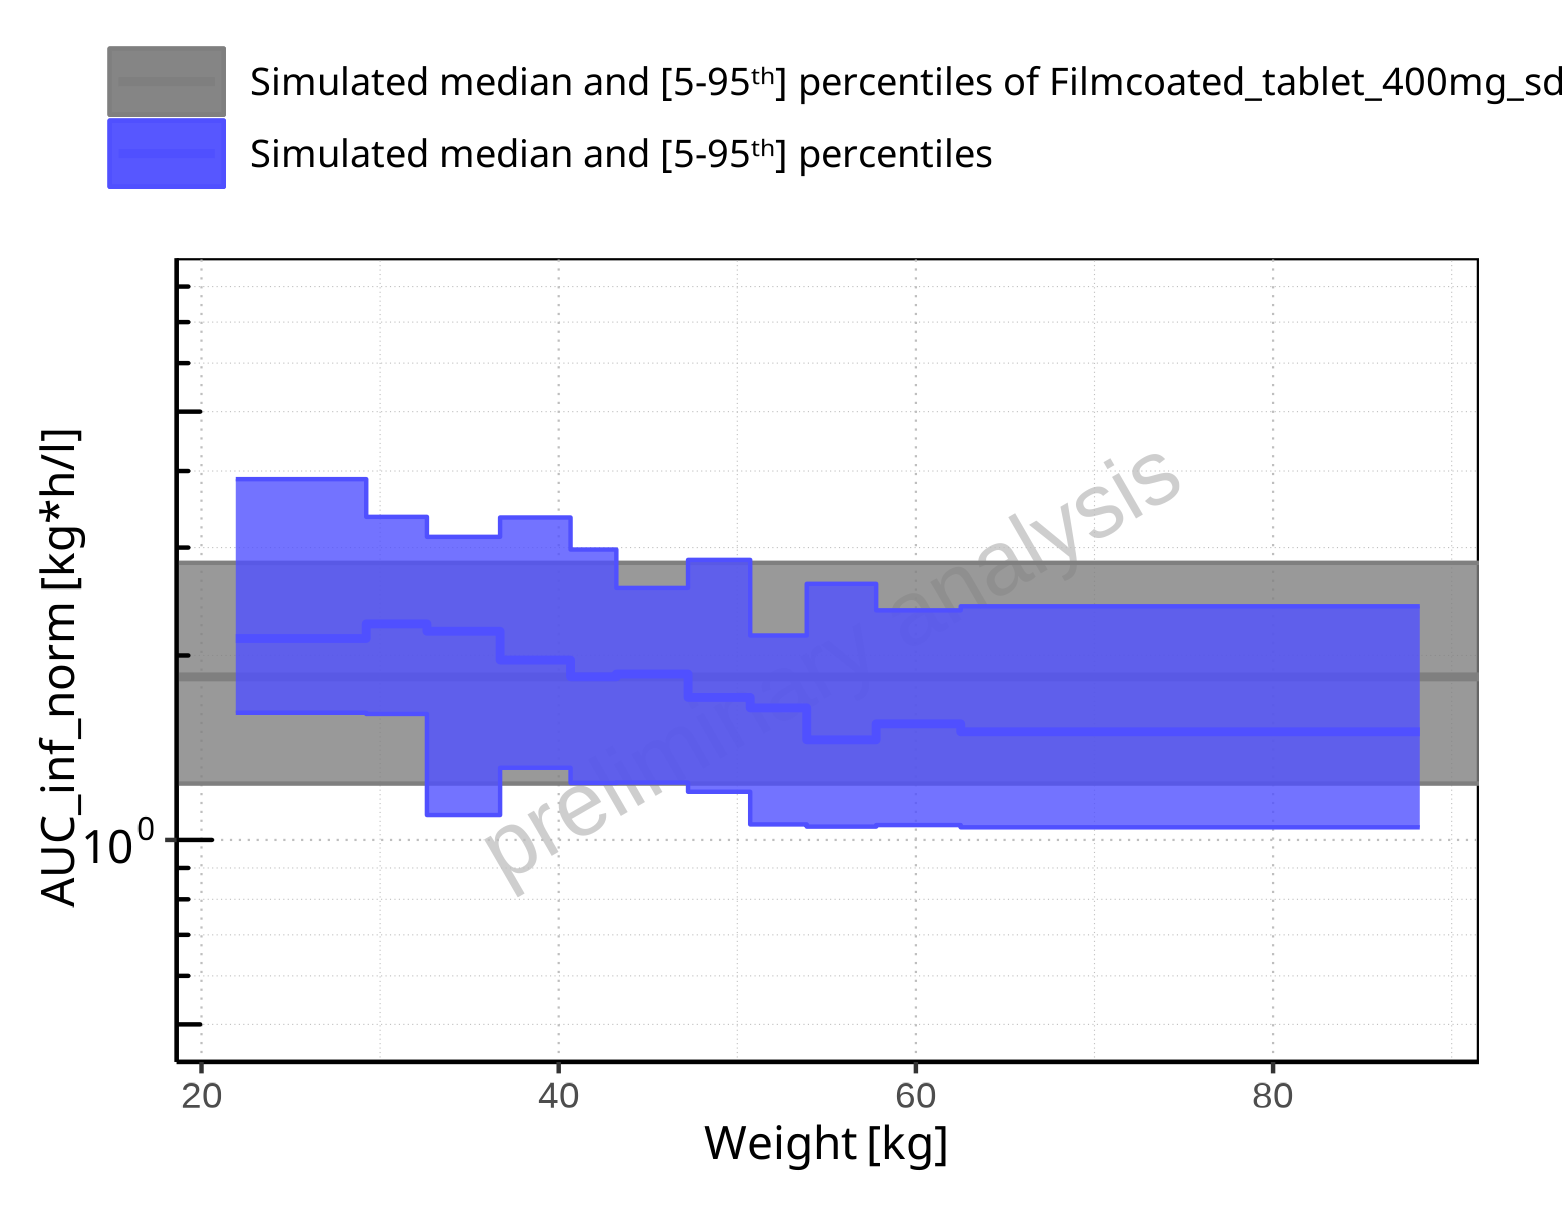 Simulated median and [5-95ᵗʰ] percentiles of Filmcoated_tablet_400mg_sd
Simulated median and [5-95ᵗʰ] percentiles
AUC_inf_norm [kg*h/l]
10⁰
preliminary analysis
20 40 60 80
Weight [kg]